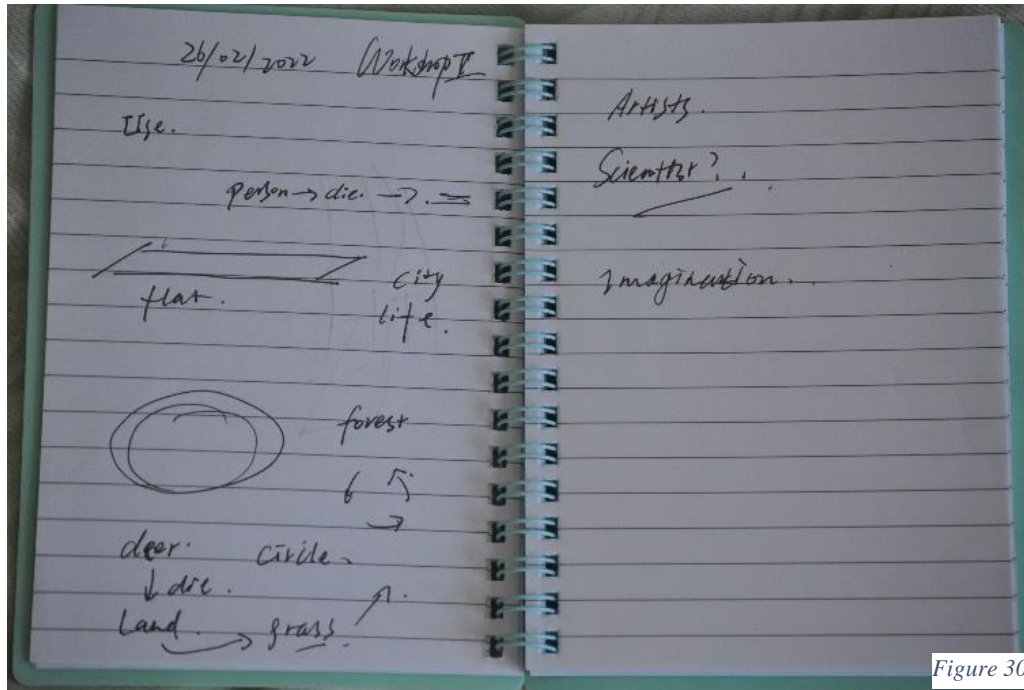 26/02/2022 Workshop II
Use.
person → die. → . =
flat.
city
life.
forest
deer. circle.
↓ die.
Land. → grass.
Artists.
Scientist?..
Imagination..
Figure 30